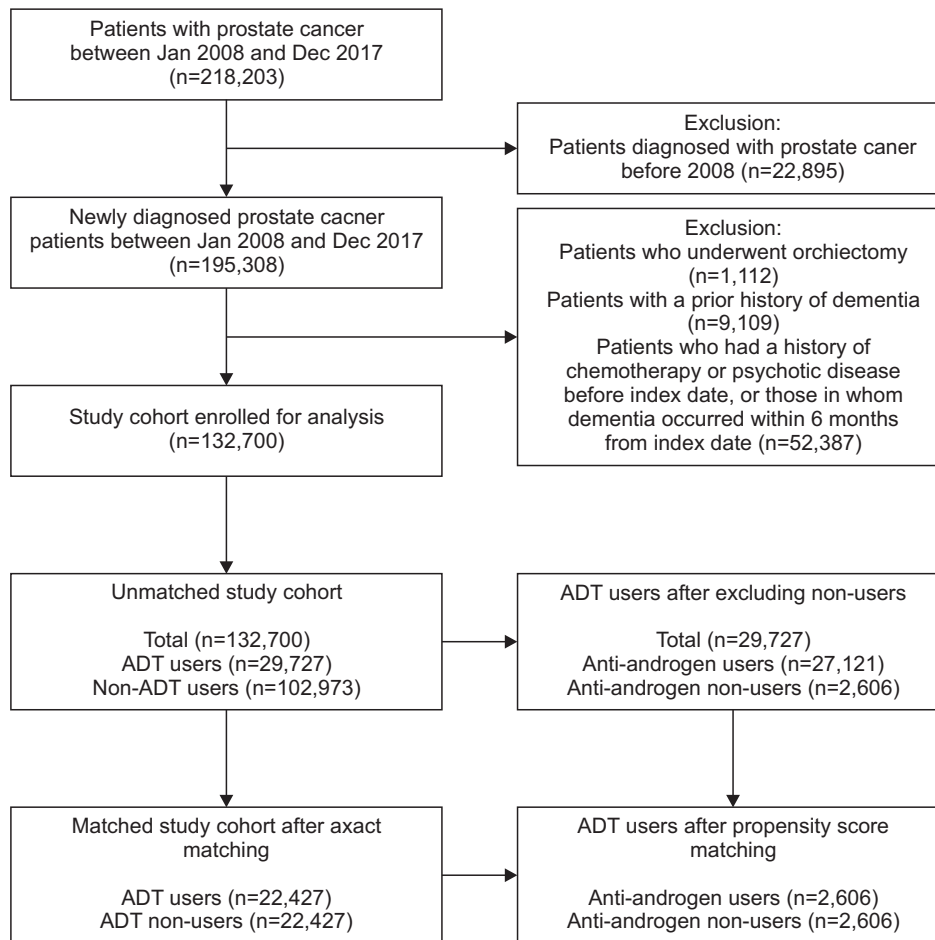 Patients with prostate cancer
between Jan 2008 and Dec 2017
(n=218,203)
Exclusion:
Patients diagnosed with prostate caner
before 2008 (n=22,895)
Newly diagnosed prostate cacner
patients between Jan 2008 and Dec 2017
(n=195,308)
Exclusion:
Patients who underwent orchiectomy
(n=1,112)
Patients with a prior history of dementia
(n=9,109)
Patients who had a history of
chemotherapy or psychotic disease
before index date, or those in whom
dementia occurred within 6 months
from index date (n=52,387)
Study cohort enrolled for analysis
(n=132,700)
Unmatched study cohort
Total (n=132,700)
ADT users (n=29,727)
Non-ADT users (n=102,973)
ADT users after excluding non-users
Total (n=29,727)
Anti-androgen users (n=27,121)
Anti-androgen non-users (n=2,606)
Matched study cohort after axact
matching
ADT users (n=22,427)
ADT non-users (n=22,427)
ADT users after propensity score
matching
Anti-androgen users (n=2,606)
Anti-androgen non-users (n=2,606)